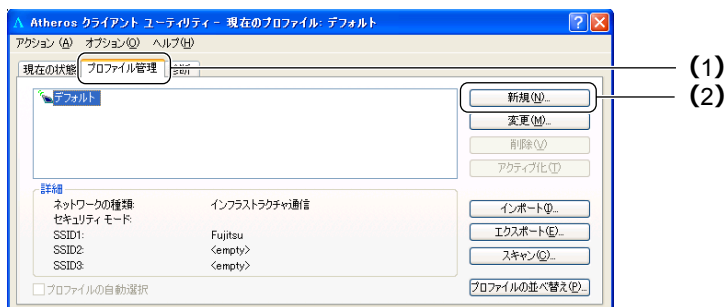 Atheros クライアント ユーティリティ - 現在のプロファイル: デフォルト
アクション(A) オプション(O) ヘルプ(H)
現在の状態 プロファイル管理 診断
(1)
デフォルト
新規(N)...
(2)
変更(M)...
削除(V)
アクティブ化(T)
詳細
ネットワークの種類: インフラストラクチャ通信
セキュリティ モード:
SSID1: Fujitsu
SSID2: <empty>
SSID3: <empty>
インポート(I)...
エクスポート(E)...
スキャン(C)...
プロファイルの自動選択
プロファイルの並べ替え(P)...